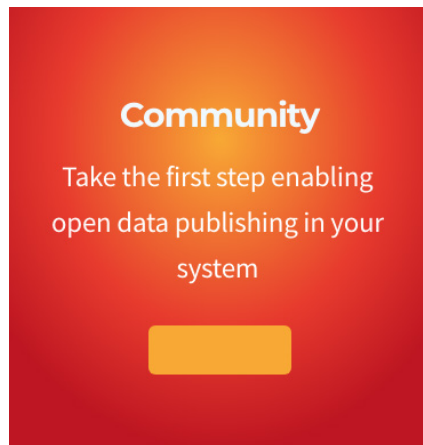 Community
Take the first step enabling
open data publishing in your
system